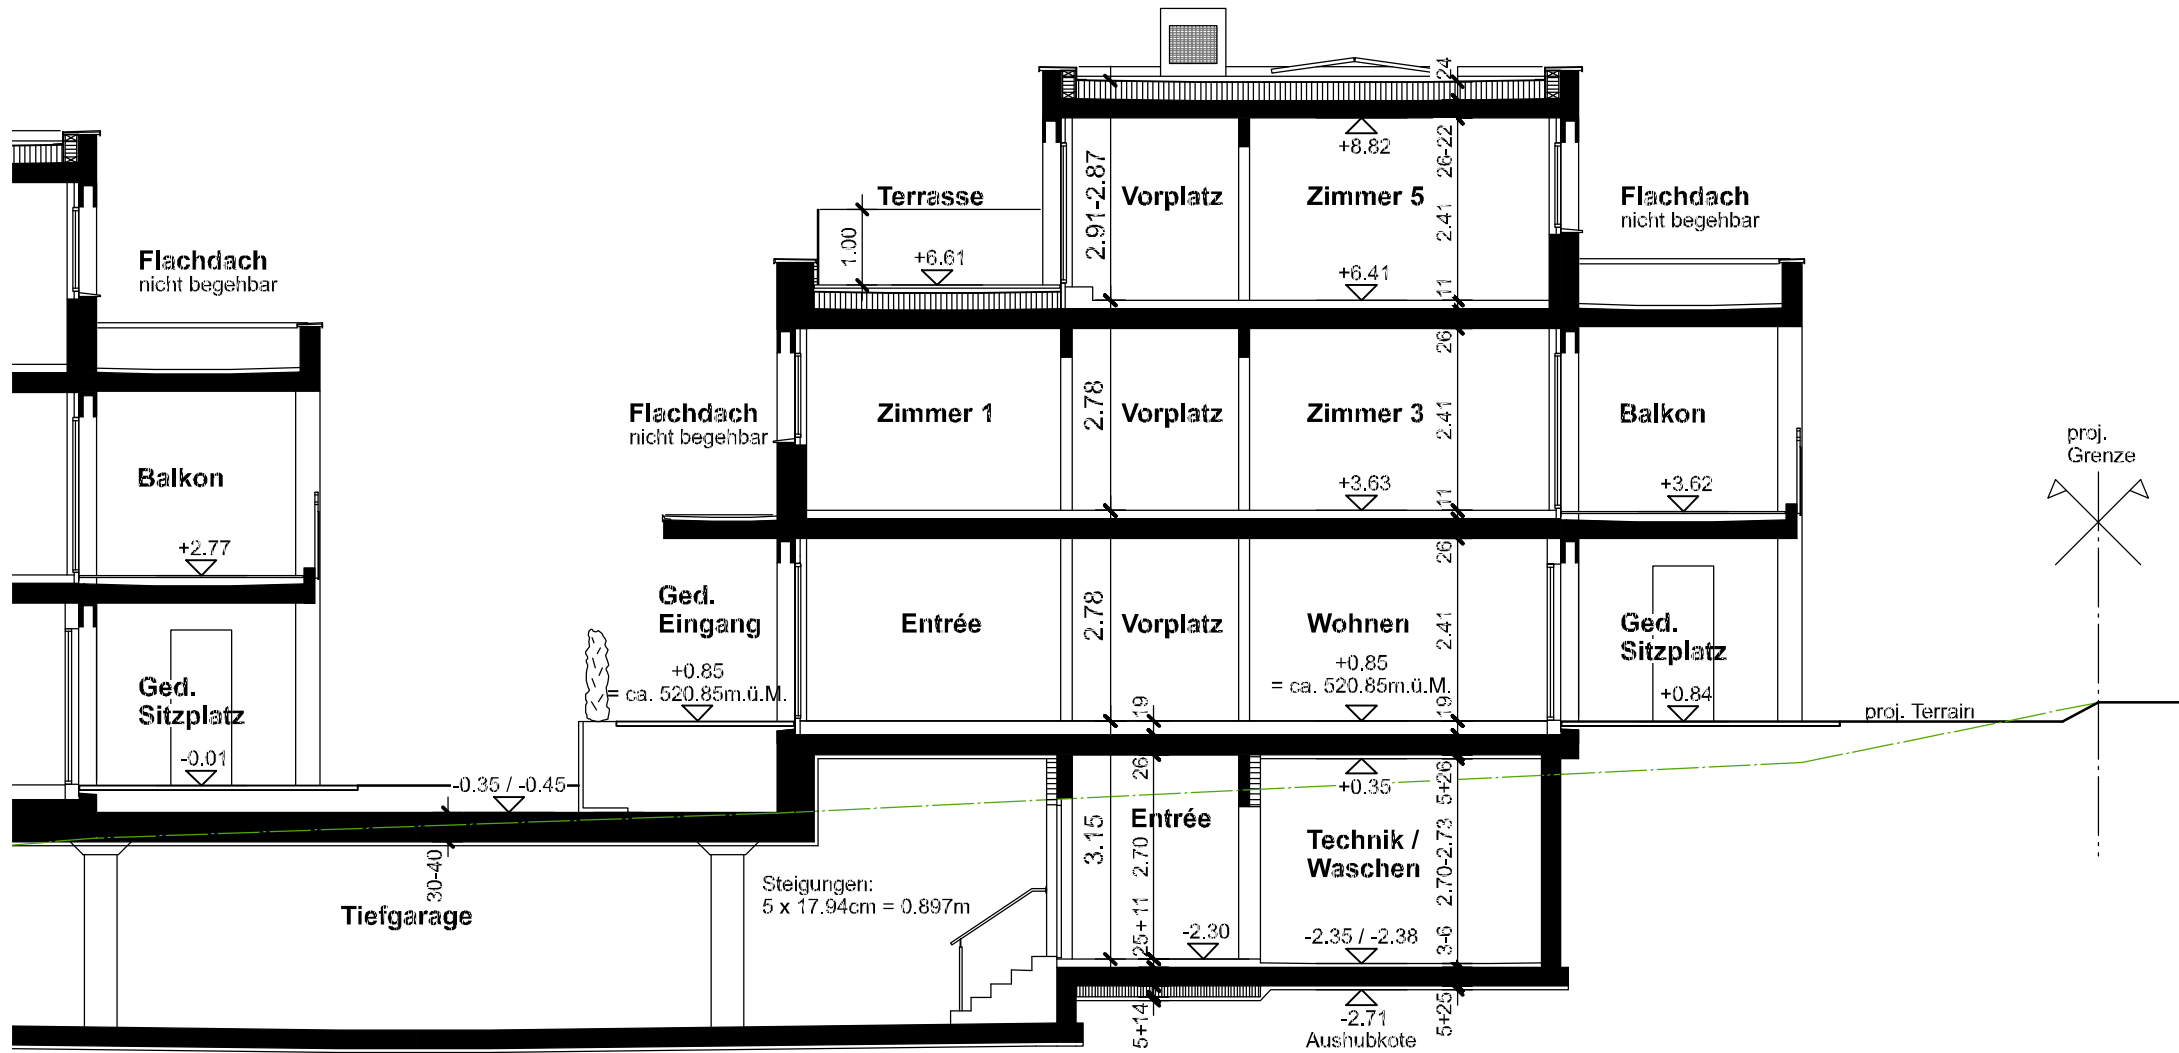 24
+8.82
26-22
2.91-2.87
Terrasse
Vorplatz
Zimmer 5
2.41
Flachdach
nicht begehbar
1.00
+6.61
+6.41
11
Flachdach
nicht begehbar
26
Flachdach
nicht begehbar
Zimmer 1
2.78
Vorplatz
Zimmer 3
2.41
Balkon
proj.
Grenze
Balkon
+3.63
11
+3.62
+2.77
26
Ged.
Eingang
Entrée
2.78
Vorplatz
Wohnen
2.41
Ged.
Sitzplatz
+0.85
= ca. 520.85m.ü.M.
+0.85
= ca. 520.85m.ü.M.
+0.84
19
19
proj. Terrain
Ged.
Sitzplatz
-0.01
-0.35 / -0.45
26
+0.35
5+26
Entrée
3.15
2.70
Technik /
Waschen
2.70-2.73
30-40
Tiefgarage
Steigungen:
5 x 17.94cm = 0.897m
25+11
-2.30
-2.35 / -2.38
3-6
5+14
-2.71
Aushubkote
5+25